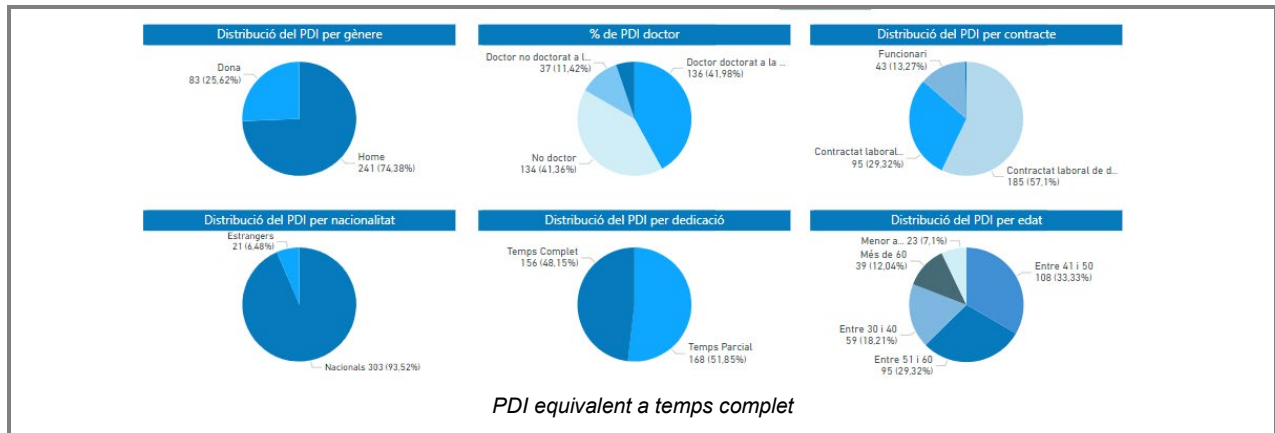 Distribució del PDI per gènere
Dona
83 (25,62%)
Home
241 (74,38%)
% de PDI doctor
Doctor no doctorat a l...
37 (11,42%)
Doctor doctorat a la ...
136 (41,98%)
No doctor
134 (41,36%)
Distribució del PDI per contracte
Funcionari
43 (13,27%)
Contractat laboral...
95 (29,32%)
Contractat laboral de d...
185 (57,1%)
Distribució del PDI per nacionalitat
Estrangers
21 (6,48%)
Nacionals 303 (93,52%)
Distribució del PDI per dedicació
Temps Complet
156 (48,15%)
Temps Parcial
168 (51,85%)
Distribució del PDI per edat
Menor a... 23 (7,1%)
Més de 60
39 (12,04%)
Entre 41 i 50
108 (33,33%)
Entre 30 i 40
59 (18,21%)
Entre 51 i 60
95 (29,32%)
PDI equivalent a temps complet